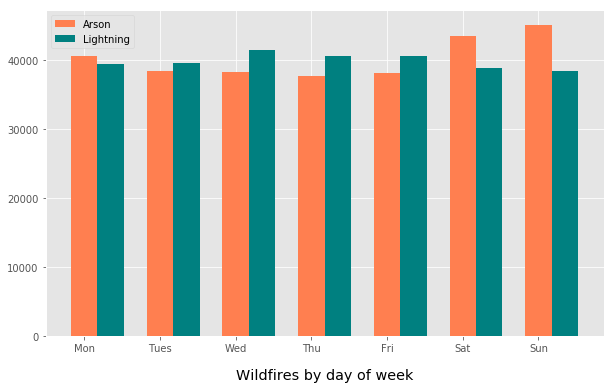 Arson
Lightning
40000
30000
20000
10000
0
Mon Tues Wed Thu Fri Sat Sun
Wildfires by day of week